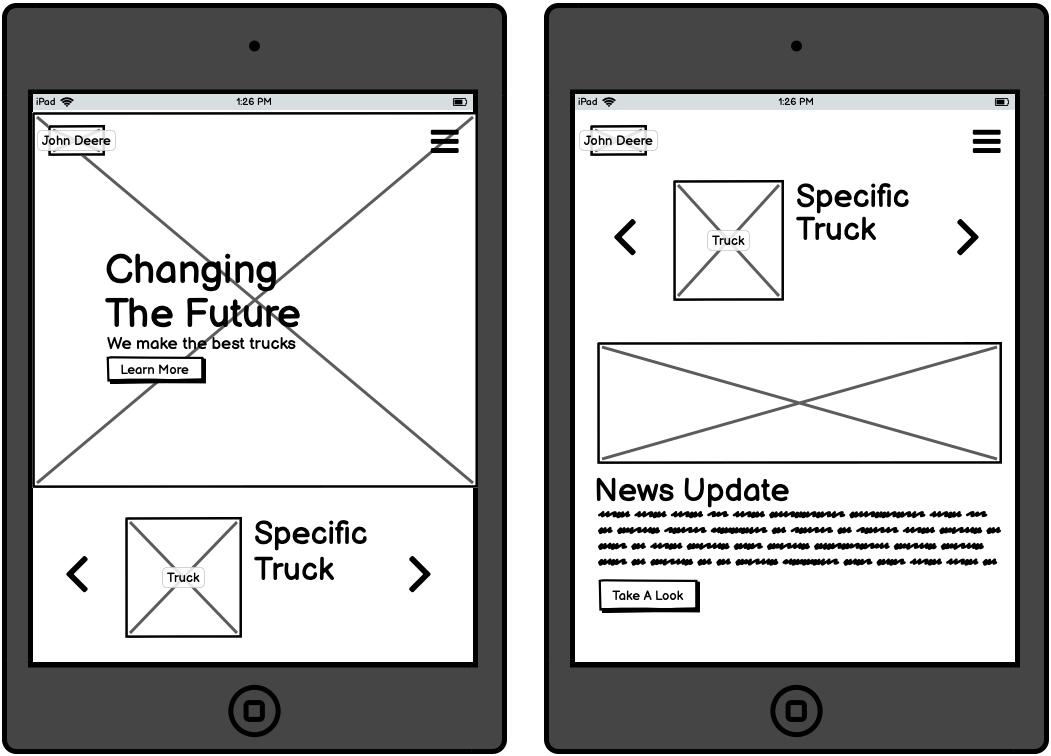 iPad 1:26 PM
John Deere
Changing
The Future
We make the best trucks
Learn More
Truck
Specific
Truck
iPad 1:26 PM
John Deere
Truck
Specific
Truck
News Update
Take A Look